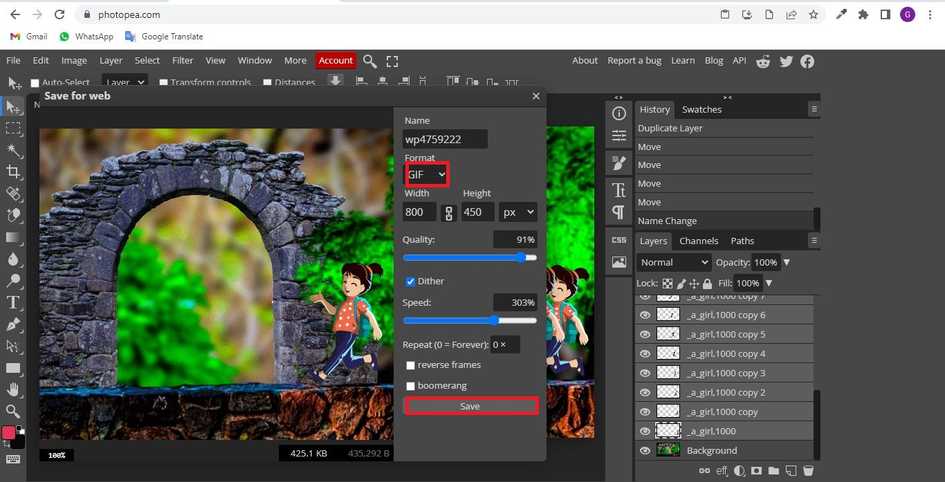 photopea.com
G
Gmail WhatsApp Google Translate
File Edit Image Layer Select Filter View Window More Account About Report a bug Learn Blog API
Auto-Select Layer Transform controls Distances
Save for web
Name
wp4759222
Format
GIF
Width Height
800 450 px
Quality: 91%
Dither
Speed: 303%
Repeat (0 = Forever): 0 ×
reverse frames
boomerang
Save
100%
425.1 KB 435,292 B
CSS
History Swatches
Duplicate Layer
Move
Move
Move
Move
Name Change
Layers Channels Paths
Normal Opacity: 100%
Lock: Fill: 100%
_a_girl,1000 copy 7
_a_girl,1000 copy 6
_a_girl,1000 copy 5
_a_girl,1000 copy 4
_a_girl,1000 copy 3
_a_girl,1000 copy 2
_a_girl,1000 copy
_a_girl,1000
Background
eff